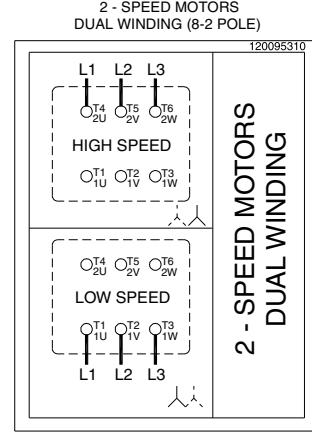 2 - SPEED MOTORS
DUAL WINDING (8-2 POLE)
120095310
L1 L2 L3
T4 T5 T6
2U 2V 2W
HIGH SPEED
T1 T2 T3
1U 1V 1W
T4 T5 T6
2U 2V 2W
LOW SPEED
T1 T2 T3
1U 1V 1W
L1 L2 L3
2 - SPEED MOTORS
DUAL WINDING